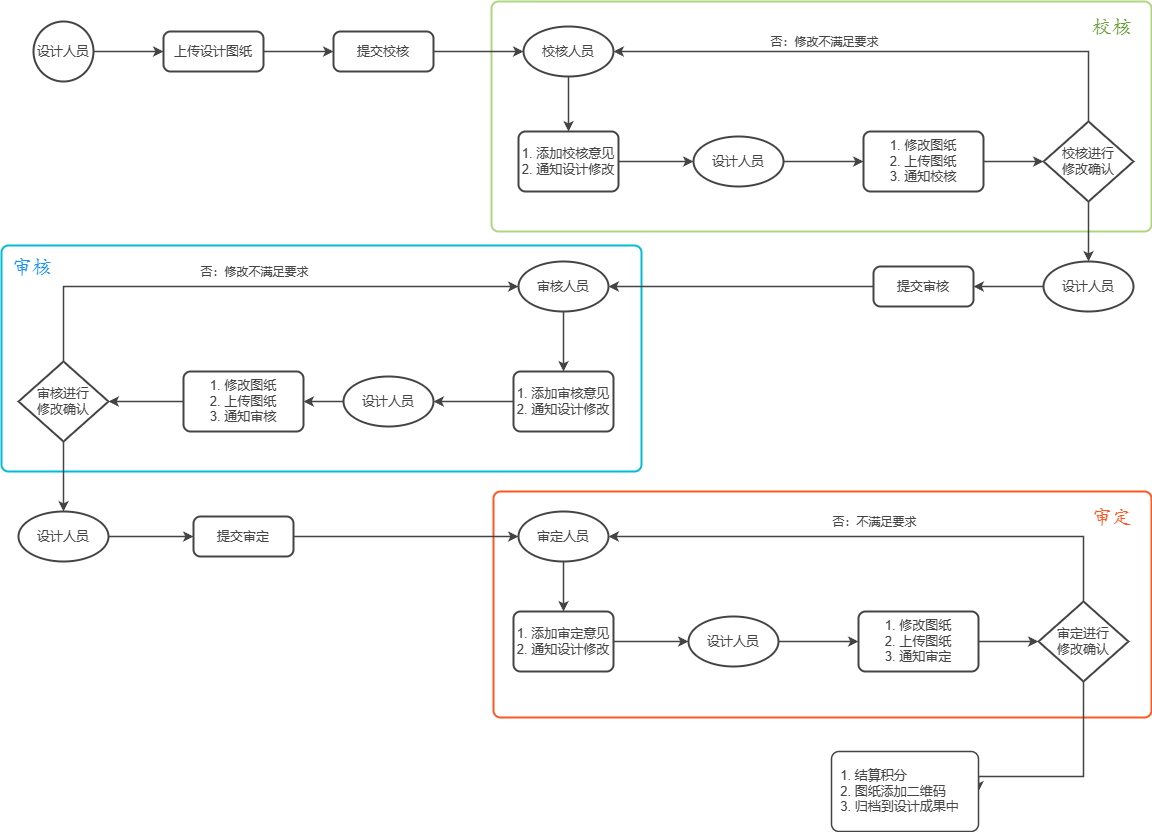 设计人员
上传设计图纸
提交校核
校核人员
否：修改不满足要求
校核
1. 添加校核意见
2. 通知设计修改
设计人员
1. 修改图纸
2. 上传图纸
3. 通知校核
校核进行
修改确认
审核
否：修改不满足要求
审核人员
提交审核
设计人员
审核进行
修改确认
1. 修改图纸
2. 上传图纸
3. 通知审核
设计人员
1. 添加审核意见
2. 通知设计修改
设计人员
提交审定
审定人员
否：不满足要求
审定
1. 添加审定意见
2. 通知设计修改
设计人员
1. 修改图纸
2. 上传图纸
3. 通知审定
审定进行
修改确认
1. 结算积分
2. 图纸添加二维码
3. 归档到设计成果中